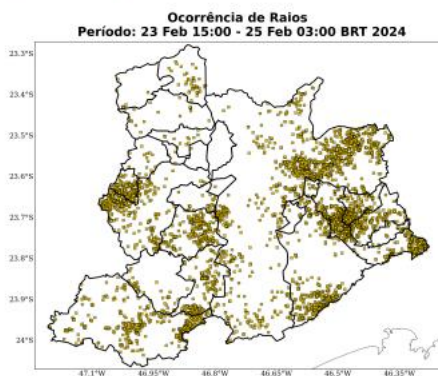 Ocorrência de Raios
Período: 23 Feb 15:00 - 25 Feb 03:00 BRT 2024
23.3°S
23.4°S
23.5°S
23.6°S
23.7°S
23.8°S
23.9°S
24°S
47.1°W
46.95°W
46.8°W
46.65°W
46.5°W
46.35°W